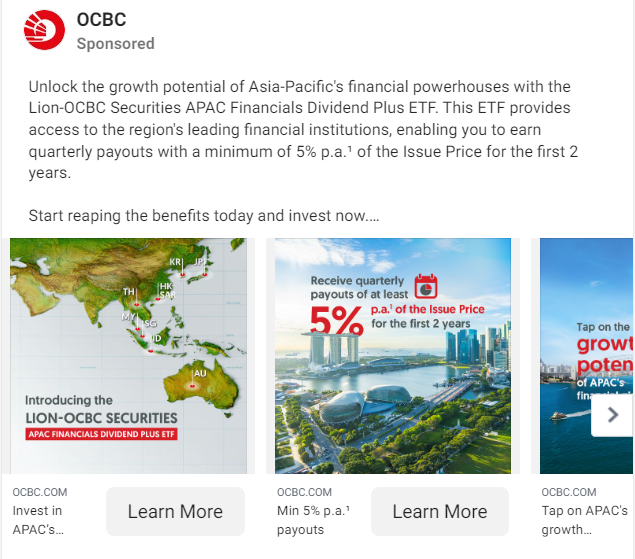 OCBC
Sponsored
Unlock the growth potential of Asia-Pacific's financial powerhouses with the
Lion-OCBC Securities APAC Financials Dividend Plus ETF. This ETF provides
access to the region's leading financial institutions, enabling you to earn
quarterly payouts with a minimum of 5% p.a.¹ of the Issue Price for the first 2
years.
Start reaping the benefits today and invest now....
KR
JP
TH
HK
SAR
MY
SG
ID
AU
Introducing the
LION-OCBC SECURITIES
APAC FINANCIALS DIVIDEND PLUS ETF
Receive quarterly
payouts of at least
5% p.a.¹ of the Issue Price
for the first 2 years
Tap on the
growt
poten
of APAC's
OCBC.COM
Invest in
APAC's...
Learn More
OCBC.COM
Min 5% p.a.¹
payouts
Learn More
OCBC.COM
Tap on APAC's
growth...